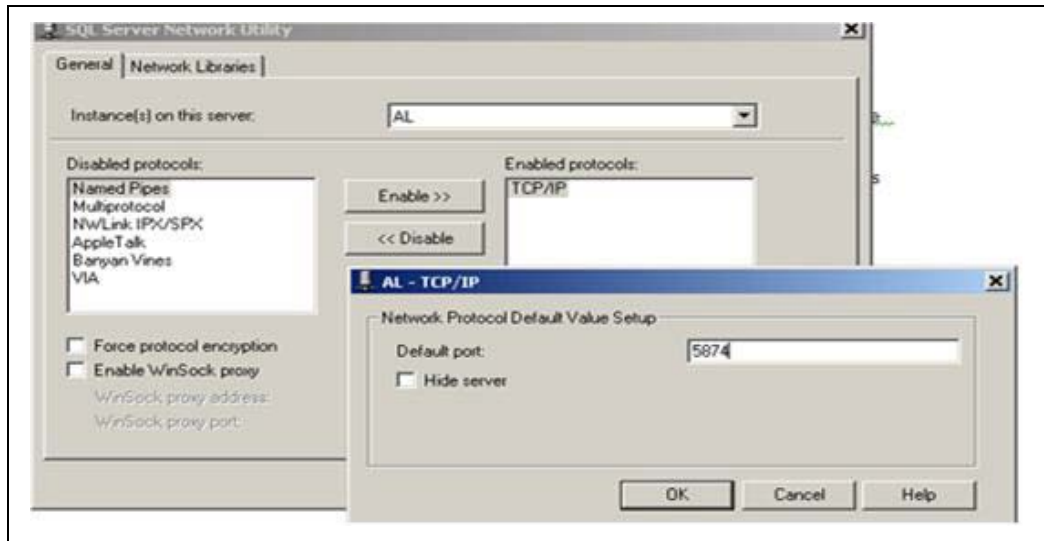 SQL Server Network Utility
General
Network Libraries
Instance(s) on this server:
AL
Disabled protocols:
Named Pipes
Multiprotocol
NWLink IPX/SPX
AppleTalk
Banyan Vines
VIA
Enable >>
<< Disable
Enabled protocols:
TCP/IP
Force protocol encryption
Enable WinSock proxy
WinSock proxy address:
WinSock proxy port:
AL - TCP/IP
Network Protocol Default Value Setup
Default port:
5874
Hide server
OK
Cancel
Help